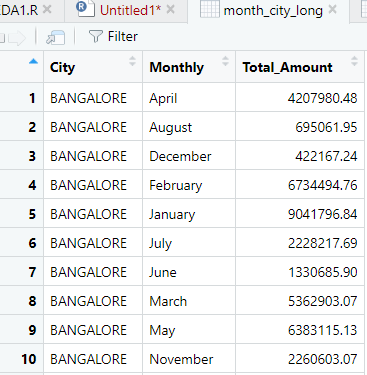 EDA1.R Untitled1* month_city_long
Filter
City Monthly Total_Amount
1 BANGALORE April 4207980.48
2 BANGALORE August 695061.95
3 BANGALORE December 422167.24
4 BANGALORE February 6734494.76
5 BANGALORE January 9041796.84
6 BANGALORE July 2228217.69
7 BANGALORE June 1330685.90
8 BANGALORE March 5362903.07
9 BANGALORE May 6383115.13
10 BANGALORE November 2260603.07